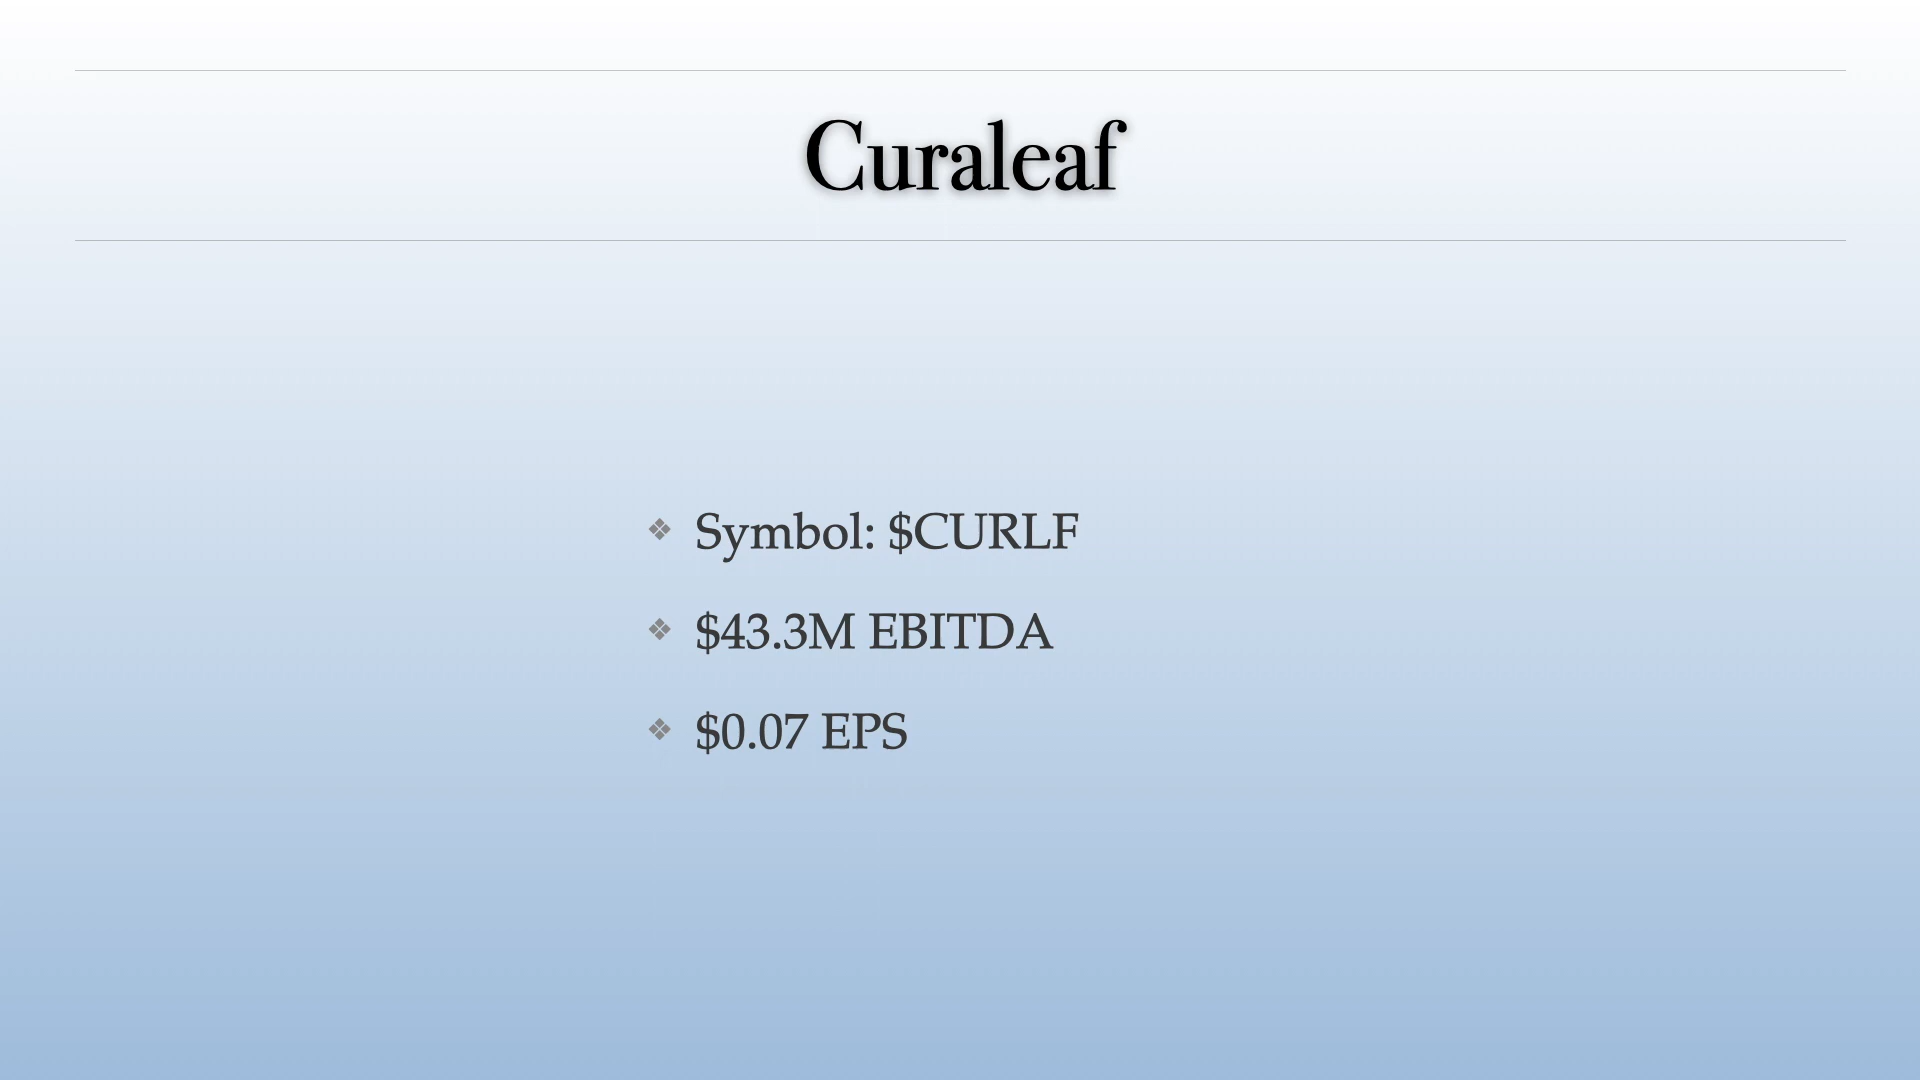 Curaleaf
❖ Symbol: $CURLF
❖ $43.3M EBITDA
❖ $0.07 EPS